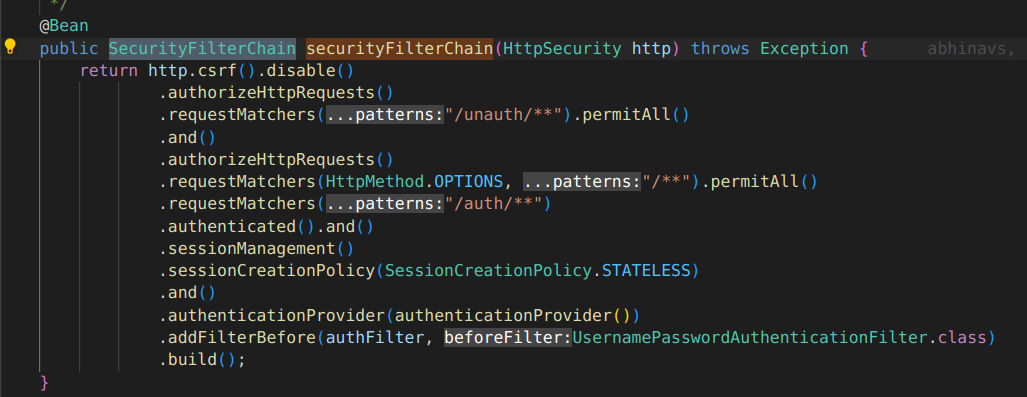 */
@Bean
public SecurityFilterChain securityFilterChain(HttpSecurity http) throws Exception { abhinavs,
return http.csrf().disable()
.authorizeHttpRequests()
.requestMatchers(...patterns:"/unauth/**").permitAll()
.and()
.authorizeHttpRequests()
.requestMatchers(HttpMethod.OPTIONS, ...patterns:"/**").permitAll()
.requestMatchers(...patterns:"/auth/**")
.authenticated().and()
.sessionManagement()
.sessionCreationPolicy(SessionCreationPolicy.STATELESS)
.and()
.authenticationProvider(authenticationProvider())
.addFilterBefore(authFilter, beforeFilter:UsernamePasswordAuthenticationFilter.class)
.build();
}